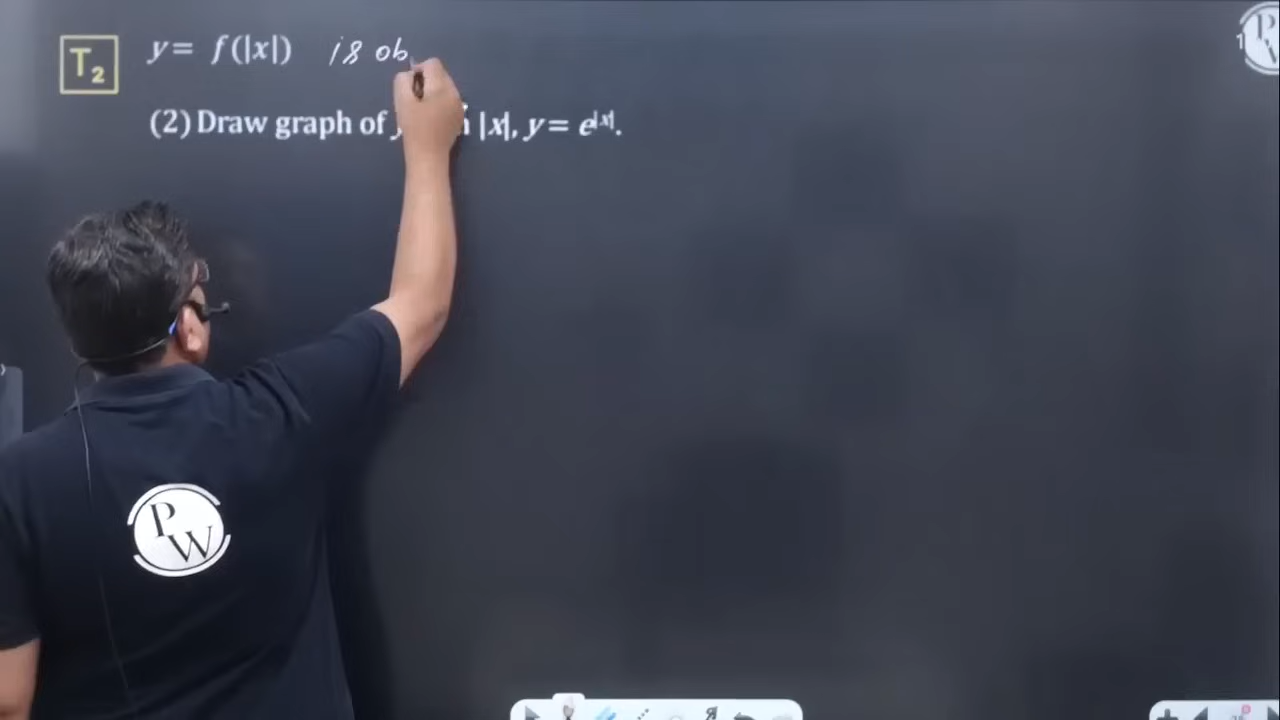 T2 y = f(|x|) is ob
(2) Draw graph of |x|, y = e^|x|.
P
W